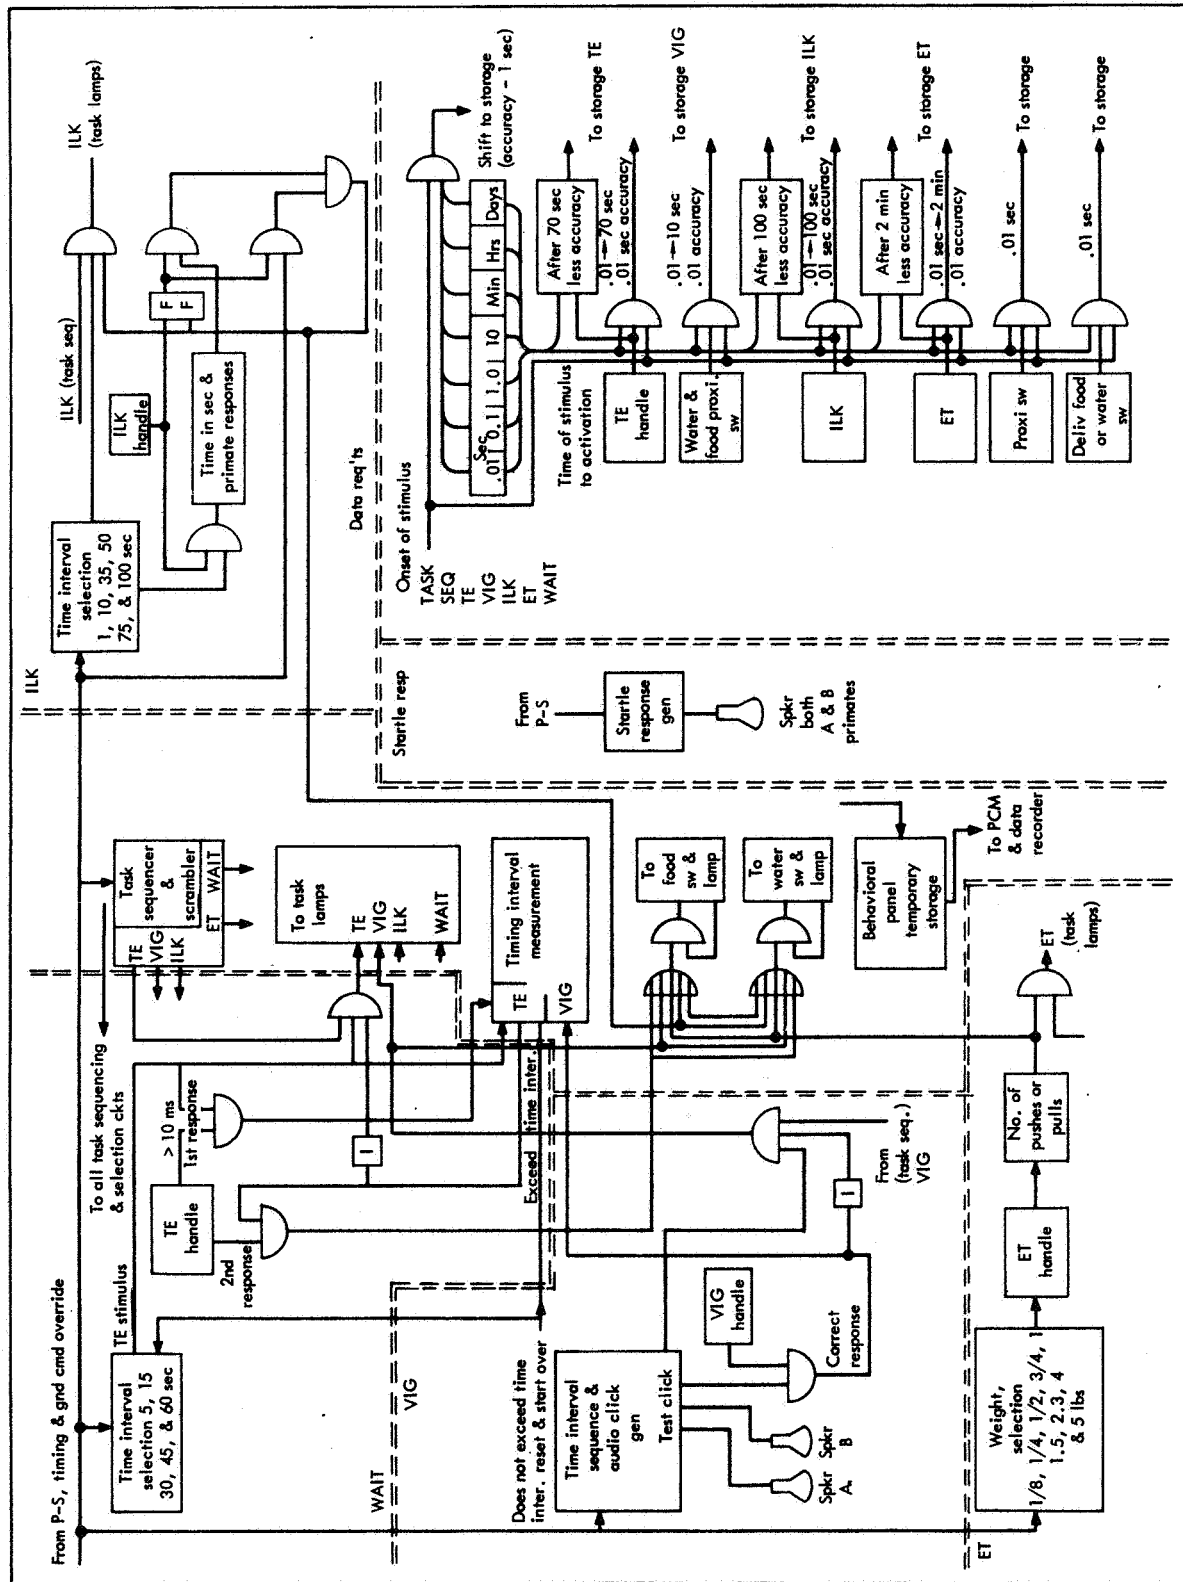 From P-S, timing & gnd cmd override
Time interval
selection 5, 15
30, 45, & 60 sec
TE stimulus
To all task sequencing
& selection ckts
TE
handle
> 10 ms
1st response
2nd
response
I
WAIT
Does not exceed time
inter. reset & start over
Exceed time inter.
Task
sequencer
&
scrambler
TE
VIG
ILK
ET
WAIT
To task
lamps
TE
VIG
ILK
WAIT
Timing interval
measurement
TE
VIG
VIG
Time interval
sequence &
audio click
gen
Test click
VIG
handle
Spkr
A.
Spkr
B
Correct
response
I
From
(task seq.)
VIG
To
food
sw &
lamp
To
water
sw &
lamp
Behavioral
panel
temporary
storage
To PCM
& data
recorder
ET
Weight,
selection
1/8, 1/4, 1/2, 3/4, 1
1.5, 2.3, 4
& 5 lbs
ET
handle
No. of
pushes or
pulls
ET
(task
lamps)
ILK
Time interval
selection
1, 10, 35, 50
75, & 100 sec
ILK (task seq)
ILK
handle
Time in sec &
primate responses
F
F
ILK
(task lamps)
Startle resp
From
P-S
Startle
response
gen
Spkr
both
A & B
primates
Data req'ts
Onset of stimulus
TASK
SEQ
TE
VIG
ILK
ET
WAIT
Sec
.01 0.1 1.0 10 Min Hrs Days
Shift to storage
(accuracy - 1 sec)
Time of stimulus
to activation
TE
handle
After 70 sec
less accuracy
.01→70 sec
.01 sec accuracy
To storage TE
Water &
food proxi.
sw
.01→10 sec
.01 accuracy
To storage VIG
ILK
After 100 sec
less accuracy
.01→100 sec
.01 sec accuracy
To storage ILK
ET
After 2 min
less accuracy
.01 sec→2 min
.01 accuracy
To storage ET
Proxi sw
.01 sec
To storage
Deliv food
or water
sw
.01 sec
To storage